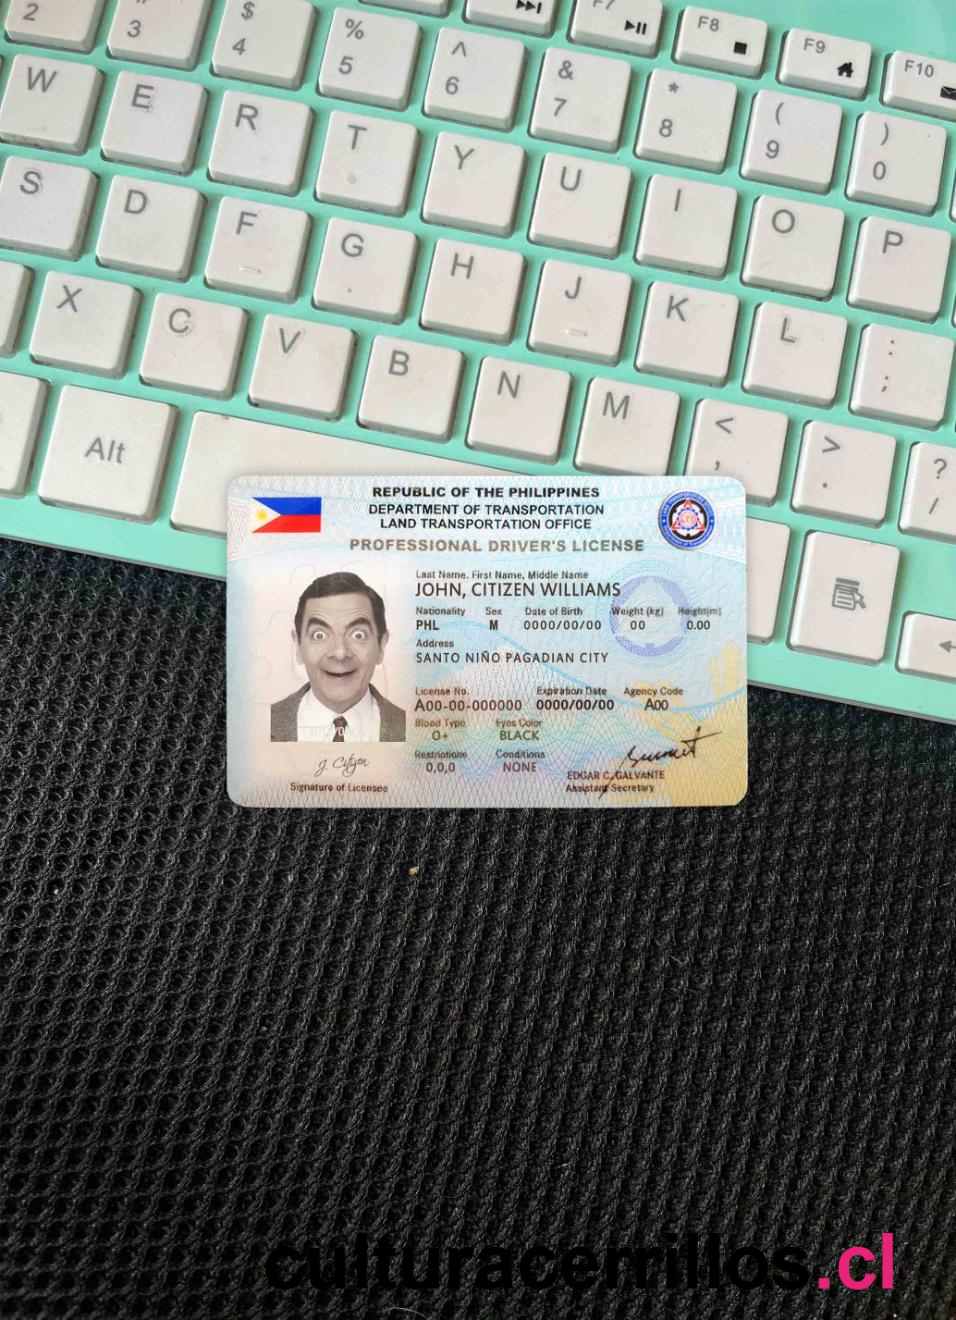 F7
F8
F9
F10
2
3
$
4
%
5
^
6
&
7
*
8
(
9
)
0
W
E
R
T
Y
U
I
O
P
S
D
F
G
H
J
K
L
:
;
X
C
V
B
N
M
<
,
>
.
?
/
Alt
REPUBLIC OF THE PHILIPPINES
DEPARTMENT OF TRANSPORTATION
LAND TRANSPORTATION OFFICE
PROFESSIONAL DRIVER'S LICENSE
Last Name, First Name, Middle Name
JOHN, CITIZEN WILLIAMS
Nationality Sex Date of Birth Weight (kg) Height(m)
PHL M 0000/00/00 00 0.00
Address
SANTO NIÑO PAGADIAN CITY
License No. Expiration Date Agency Code
A00-00-000000 0000/00/00 A00
Blood Type Eyes Color
O+ BLACK
Restrictions Conditions
0,0,0 NONE
J. Citizen
Signature of Licensee
EDGAR C. GALVANTE
Assistant Secretary
culturacerrillos.cl